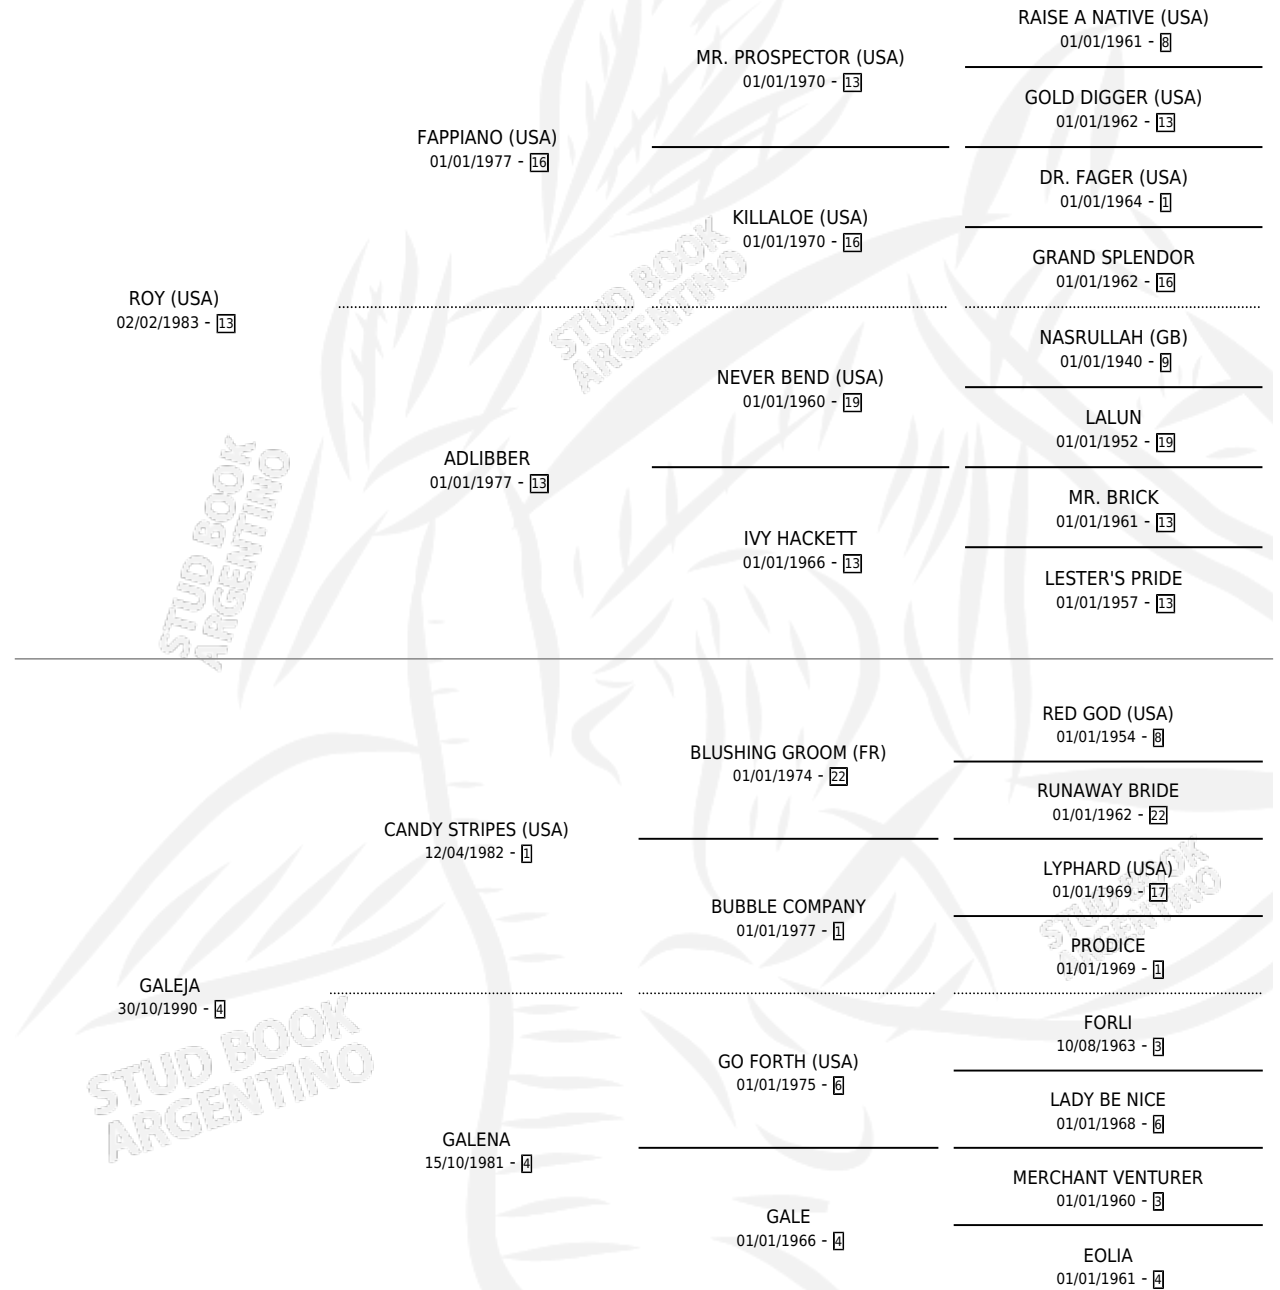 RAISE A NATIVE (USA)
01/01/1961 - 8
MR. PROSPECTOR (USA)
01/01/1970 - 13
GOLD DIGGER (USA)
01/01/1962 - 13
FAPPIANO (USA)
01/01/1977 - 16
DR. FAGER (USA)
01/01/1964 - 1
KILLALOE (USA)
01/01/1970 - 16
GRAND SPLENDOR
01/01/1962 - 16
ROY (USA)
02/02/1983 - 13
NASRULLAH (GB)
01/01/1940 - 9
NEVER BEND (USA)
01/01/1960 - 19
LALUN
01/01/1952 - 19
ADLIBBER
01/01/1977 - 13
MR. BRICK
01/01/1961 - 13
IVY HACKETT
01/01/1966 - 13
LESTER'S PRIDE
01/01/1957 - 13
RED GOD (USA)
01/01/1954 - 8
BLUSHING GROOM (FR)
01/01/1974 - 22
RUNAWAY BRIDE
01/01/1962 - 22
CANDY STRIPES (USA)
12/04/1982 - 1
LYPHARD (USA)
01/01/1969 - 17
BUBBLE COMPANY
01/01/1977 - 1
PRODICE
01/01/1969 - 1
GALEJA
30/10/1990 - 4
FORLI
10/08/1963 - 3
GO FORTH (USA)
01/01/1975 - 6
LADY BE NICE
01/01/1968 - 6
GALENA
15/10/1981 - 4
MERCHANT VENTURER
01/01/1960 - 3
GALE
01/01/1966 - 4
EOLIA
01/01/1961 - 4
STUD BOOK
ARGENTINO
STUD BOOK
ARGENTINO
STUD BOOK
ARGENTINO
STUD BOOK
ARGENTINO